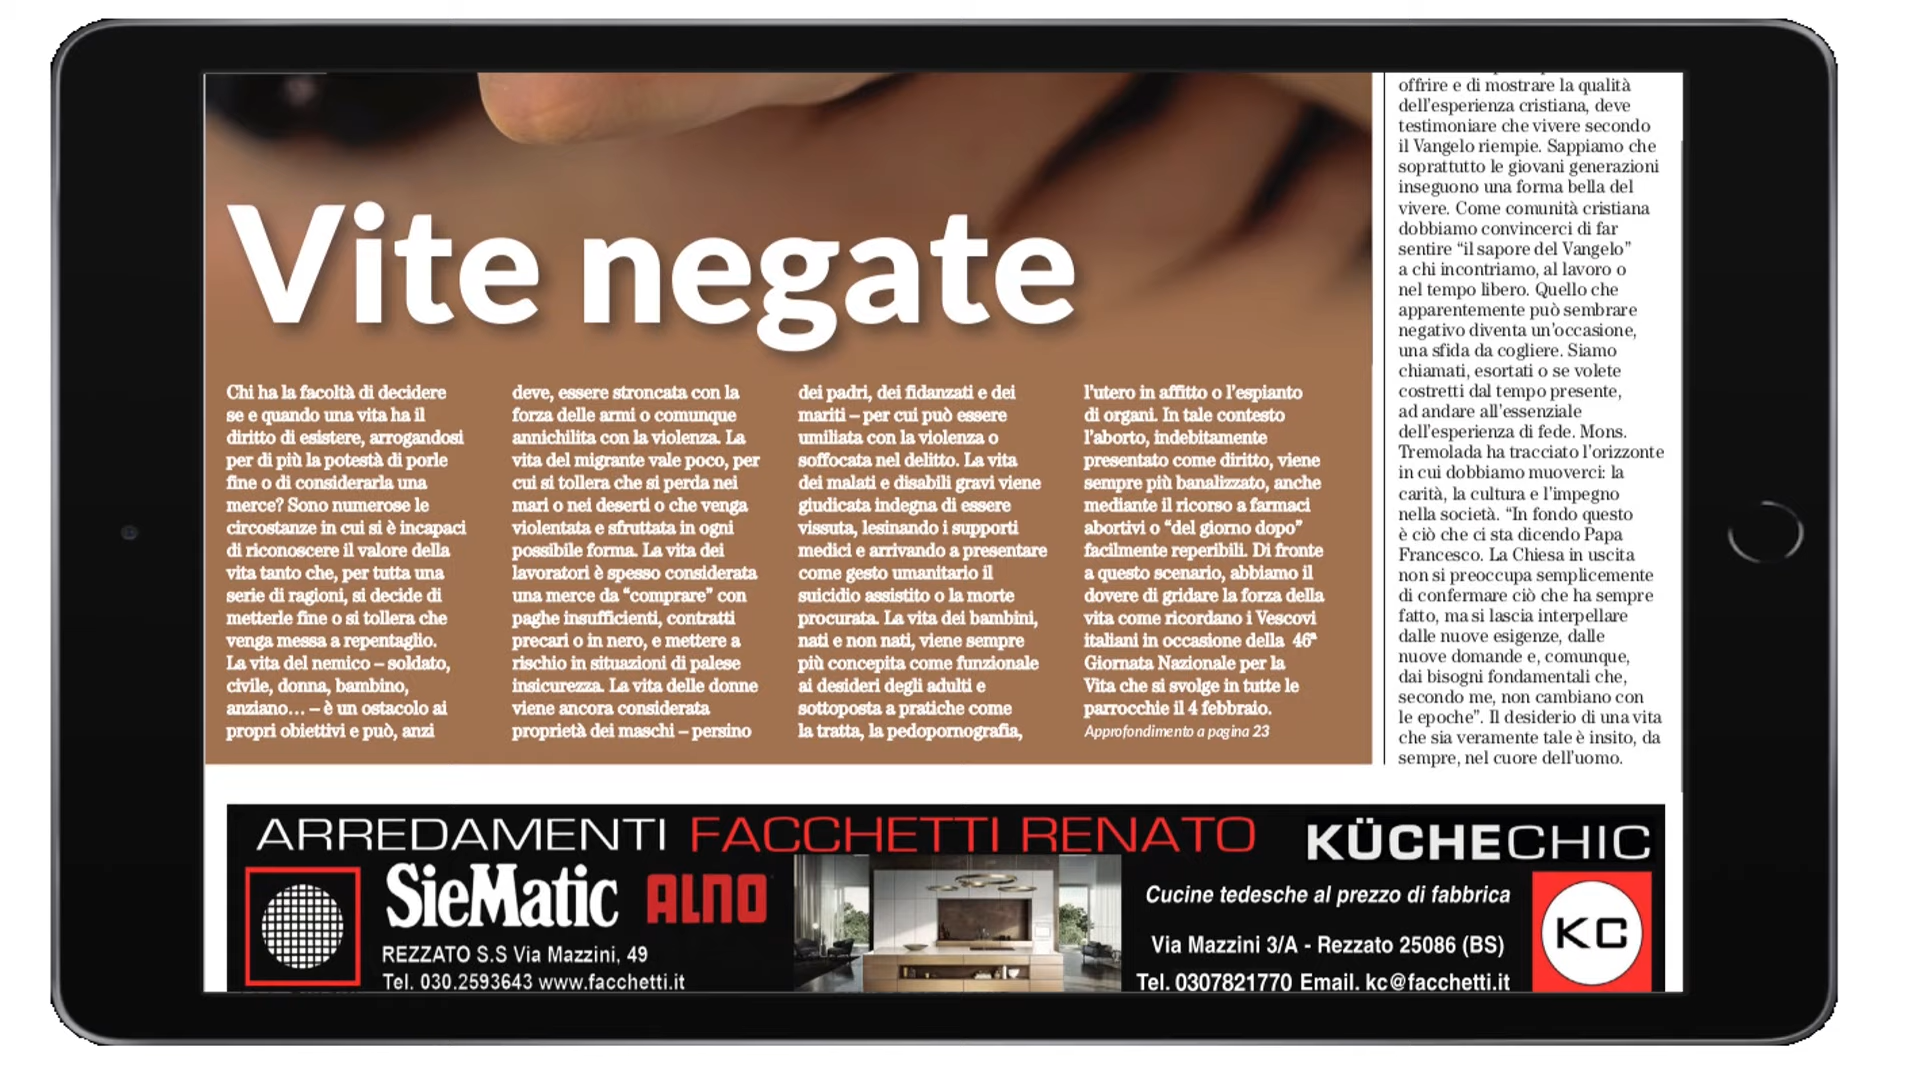 Vite negate
Chi ha la facoltà di decidere
se e quando una vita ha il
diritto di esistere, arrogandosi
per di più la potestà di porle
fine o di considerarla una
merce? Sono numerose le
circostanze in cui si è incapaci
di riconoscere il valore della
vita tanto che, per tutta una
serie di ragioni, si decide di
metterle fine o si tollera che
venga messa a repentaglio.
La vita del nemico – soldato,
civile, donna, bambino,
anziano… – è un ostacolo ai
propri obiettivi e può, anzi
deve, essere stroncata con la
forza delle armi o comunque
annichilita con la violenza. La
vita del migrante vale poco, per
cui si tollera che si perda nei
mari o nei deserti o che venga
violentata e sfruttata in ogni
possibile forma. La vita dei
lavoratori è spesso considerata
una merce da “comprare” con
paghe insufficienti, contratti
precari o in nero, e mettere a
rischio in situazioni di palese
insicurezza. La vita delle donne
viene ancora considerata
proprietà dei maschi – persino
dei padri, dei fidanzati e dei
mariti – per cui può essere
umiliata con la violenza o
soffocata nel delitto. La vita
dei malati e disabili gravi viene
giudicata indegna di essere
vissuta, lesinando i supporti
medici e arrivando a presentare
come gesto umanitario il
suicidio assistito o la morte
procurata. La vita dei bambini,
nati e non nati, viene sempre
più concepita come funzionale
ai desideri degli adulti e
sottoposta a pratiche come
la tratta, la pedopornografia,
l’utero in affitto o l’espianto
di organi. In tale contesto
l’aborto, indebitamente
presentato come diritto, viene
sempre più banalizzato, anche
mediante il ricorso a farmaci
abortivi o “del giorno dopo”
facilmente reperibili. Di fronte
a questo scenario, abbiamo il
dovere di gridare la forza della
vita come ricordano i Vescovi
italiani in occasione della 46ª
Giornata Nazionale per la
Vita che si svolge in tutte le
parrocchie il 4 febbraio.
Approfondimento a pagina 23
offrire e di mostrare la qualità
dell’esperienza cristiana, deve
testimoniare che vivere secondo
il Vangelo riempie. Sappiamo che
soprattutto le giovani generazioni
inseguono una forma bella del
vivere. Come comunità cristiana
dobbiamo convincerci di far
sentire “il sapore del Vangelo”
a chi incontriamo, al lavoro o
nel tempo libero. Quello che
apparentemente può sembrare
negativo diventa un’occasione,
una sfida da cogliere. Siamo
chiamati, esortati o se volete
costretti dal tempo presente,
ad andare all’essenziale
dell’esperienza di fede. Mons.
Tremolada ha tracciato l’orizzonte
in cui dobbiamo muoverci: la
carità, la cultura e l’impegno
nella società. “In fondo questo
è ciò che ci sta dicendo Papa
Francesco. La Chiesa in uscita
non si preoccupa semplicemente
di confermare ciò che ha sempre
fatto, ma si lascia interpellare
dalle nuove esigenze, dalle
nuove domande e, comunque,
dai bisogni fondamentali che,
secondo me, non cambiano con
le epoche”. Il desiderio di una vita
che sia veramente tale è insito, da
sempre, nel cuore dell’uomo.
ARREDAMENTI FACCHETTI RENATO
SieMatic ALNO
REZZATO S.S Via Mazzini, 49
Tel. 030.2593643 www.facchetti.it
KÜCHECHIC
Cucine tedesche al prezzo di fabbrica
Via Mazzini 3/A - Rezzato 25086 (BS)
Tel. 0307821770 Email. kc@facchetti.it
KC